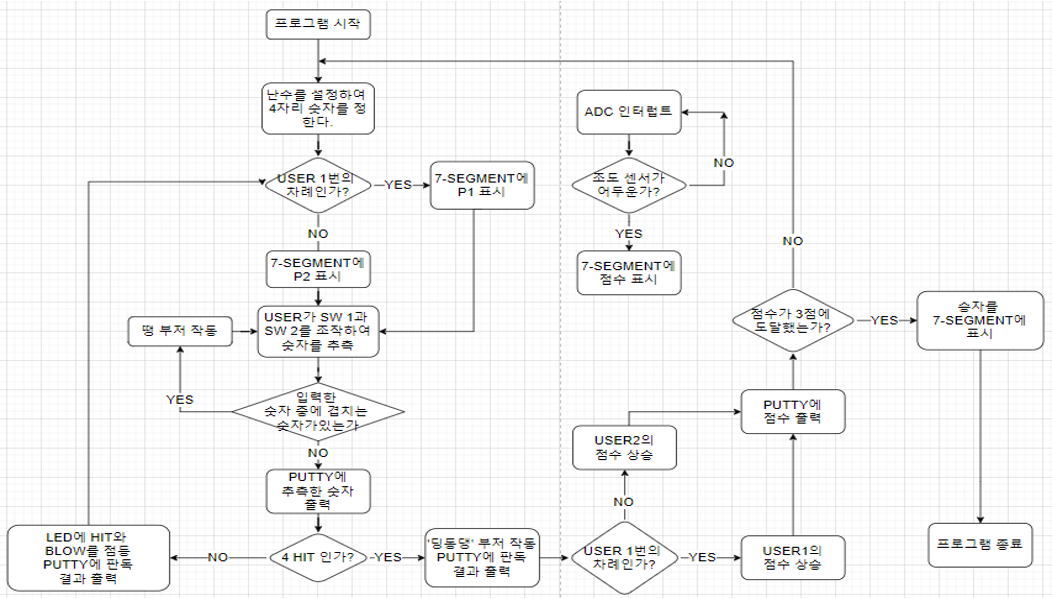 프로그램 시작
난수를 설정하여
4자리 숫자를 정
한다.
USER 1번의
차례인가?
YES
7-SEGMENT에
P1 표시
NO
7-SEGMENT에
P2 표시
USER가 SW 1과
SW 2를 조작하여
숫자를 추측
땡 부저 작동
YES
입력한
숫자 중에 겹치는
숫자가있는가
NO
PUTTY에
추측한 숫자
출력
4 HIT 인가?
NO
LED에 HIT와
BLOW를 점등
PUTTY에 판독
결과 출력
YES
'딩동댕' 부저 작동
PUTTY에 판독
결과 출력
USER 1번의
차례인가?
NO
USER2의
점수 상승
YES
USER1의
점수 상승
PUTTY에
점수 출력
점수가 3점에
도달했는가?
NO
YES
승자를
7-SEGMENT에
표시
프로그램 종료
ADC 인터럽트
조도 센서가
어두운가?
NO
YES
7-SEGMENT에
점수 표시